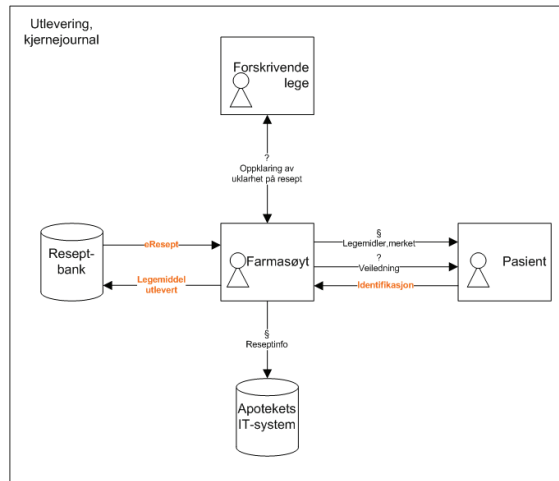 Utlevering,
kjernejournal
Forskrivende
lege
?
Oppklaring av
uklarhet på resept
Resept-
bank
eResept
Legemiddel
utlevert
Farmasøyt
§
Legemidler,merket
?
Veiledning
Identifikasjon
Pasient
§
Reseptinfo
Apotekets
IT-system